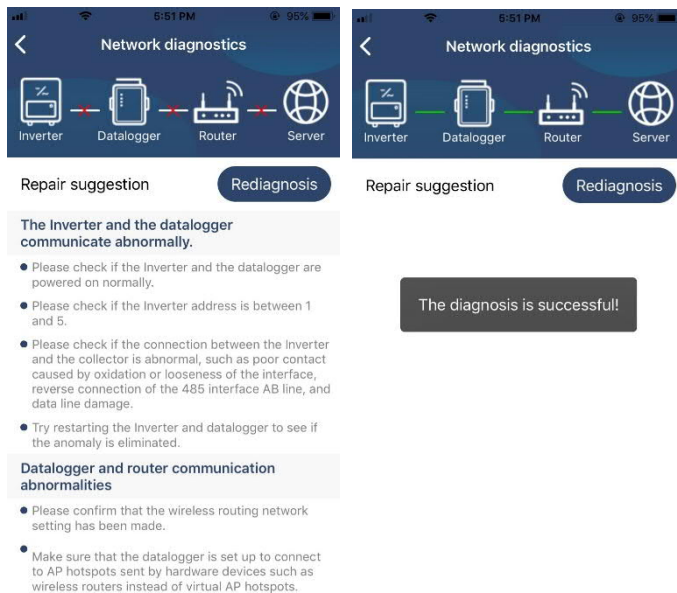 5:51 PM
95%
Network diagnostics
Inverter
Datalogger
Router
Server
Repair suggestion
Rediagnosis
The Inverter and the datalogger
communicate abnormally.
Please check if the Inverter and the datalogger are
powered on normally.
Please check if the Inverter address is between 1
and 5.
Please check if the connection between the Inverter
and the collector is abnormal, such as poor contact
caused by oxidation or looseness of the interface,
reverse connection of the 485 interface AB line, and
data line damage.
Try restarting the Inverter and datalogger to see if
the anomaly is eliminated.
Datalogger and router communication
abnormalities
Please confirm that the wireless routing network
setting has been made.
Make sure that the datalogger is set up to connect
to AP hotspots sent by hardware devices such as
wireless routers instead of virtual AP hotspots.
5:51 PM
95%
Network diagnostics
Inverter
Datalogger
Router
Server
Repair suggestion
Rediagnosis
The diagnosis is successful!